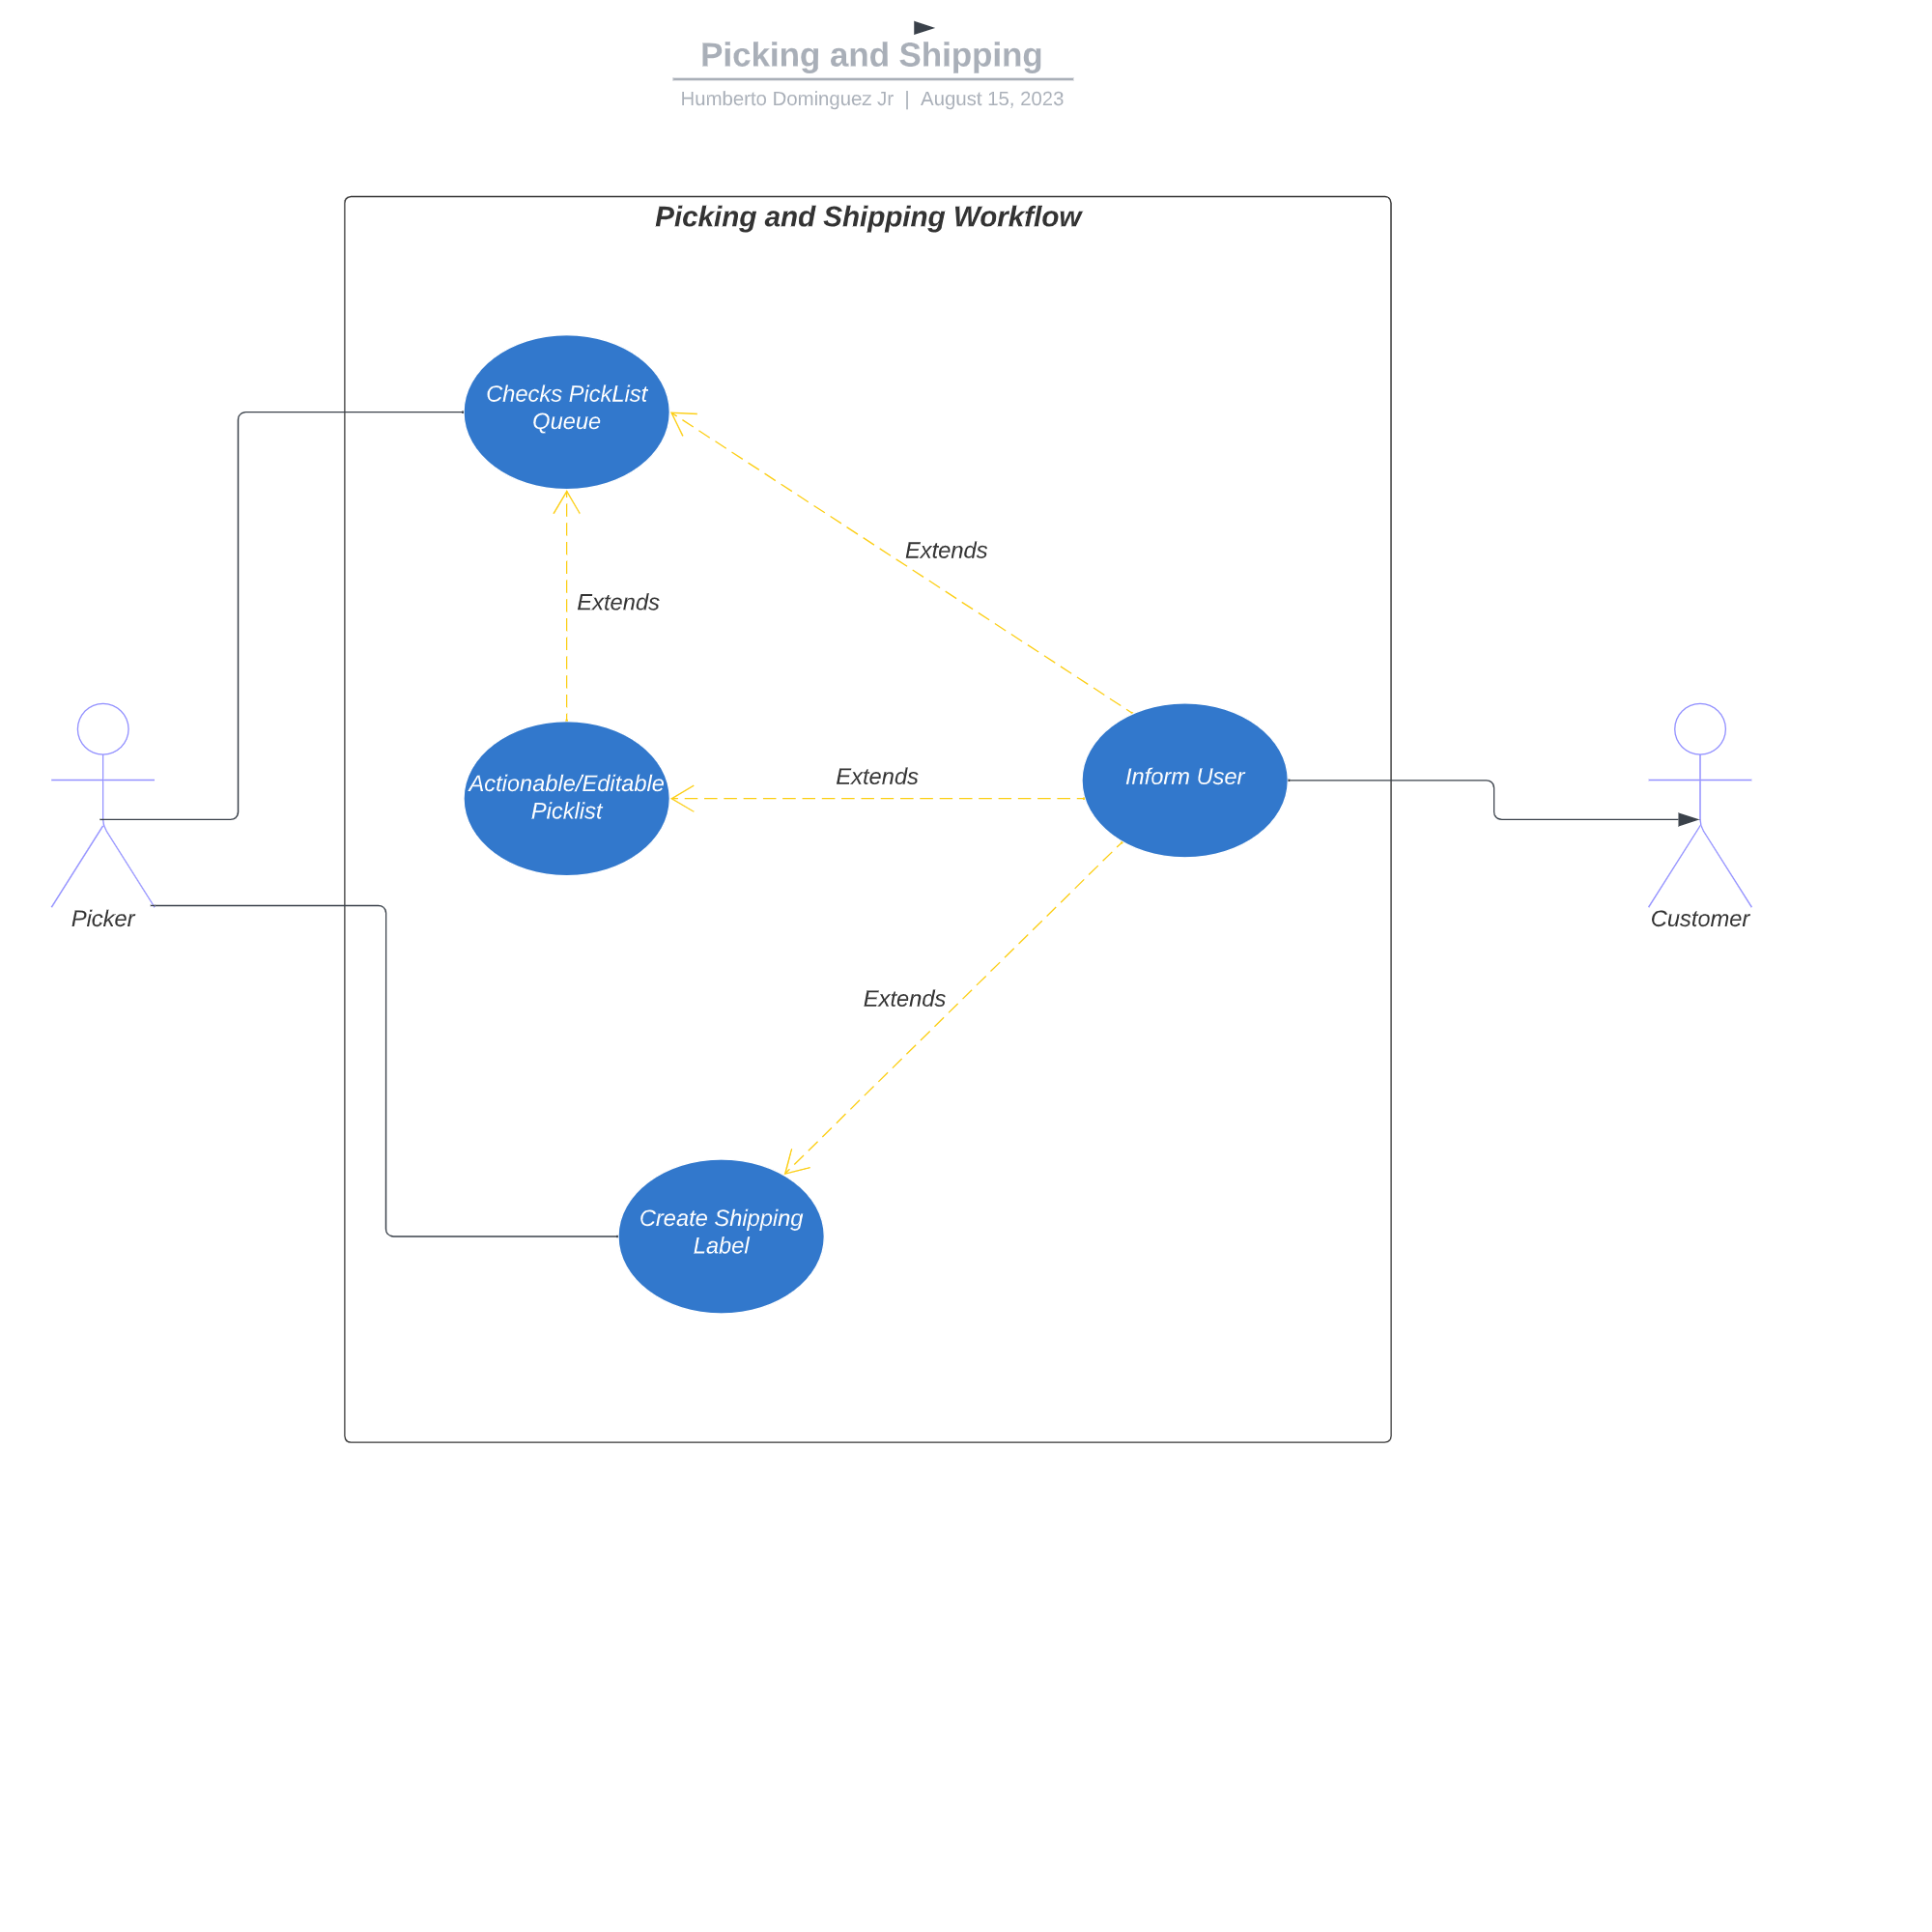 Picking and Shipping
Humberto Dominguez Jr | August 15, 2023
Picking and Shipping Workflow
Checks PickList
Queue
Extends
Extends
Actionable/Editable
Picklist
Extends
Inform User
Picker
Customer
Extends
Create Shipping
Label